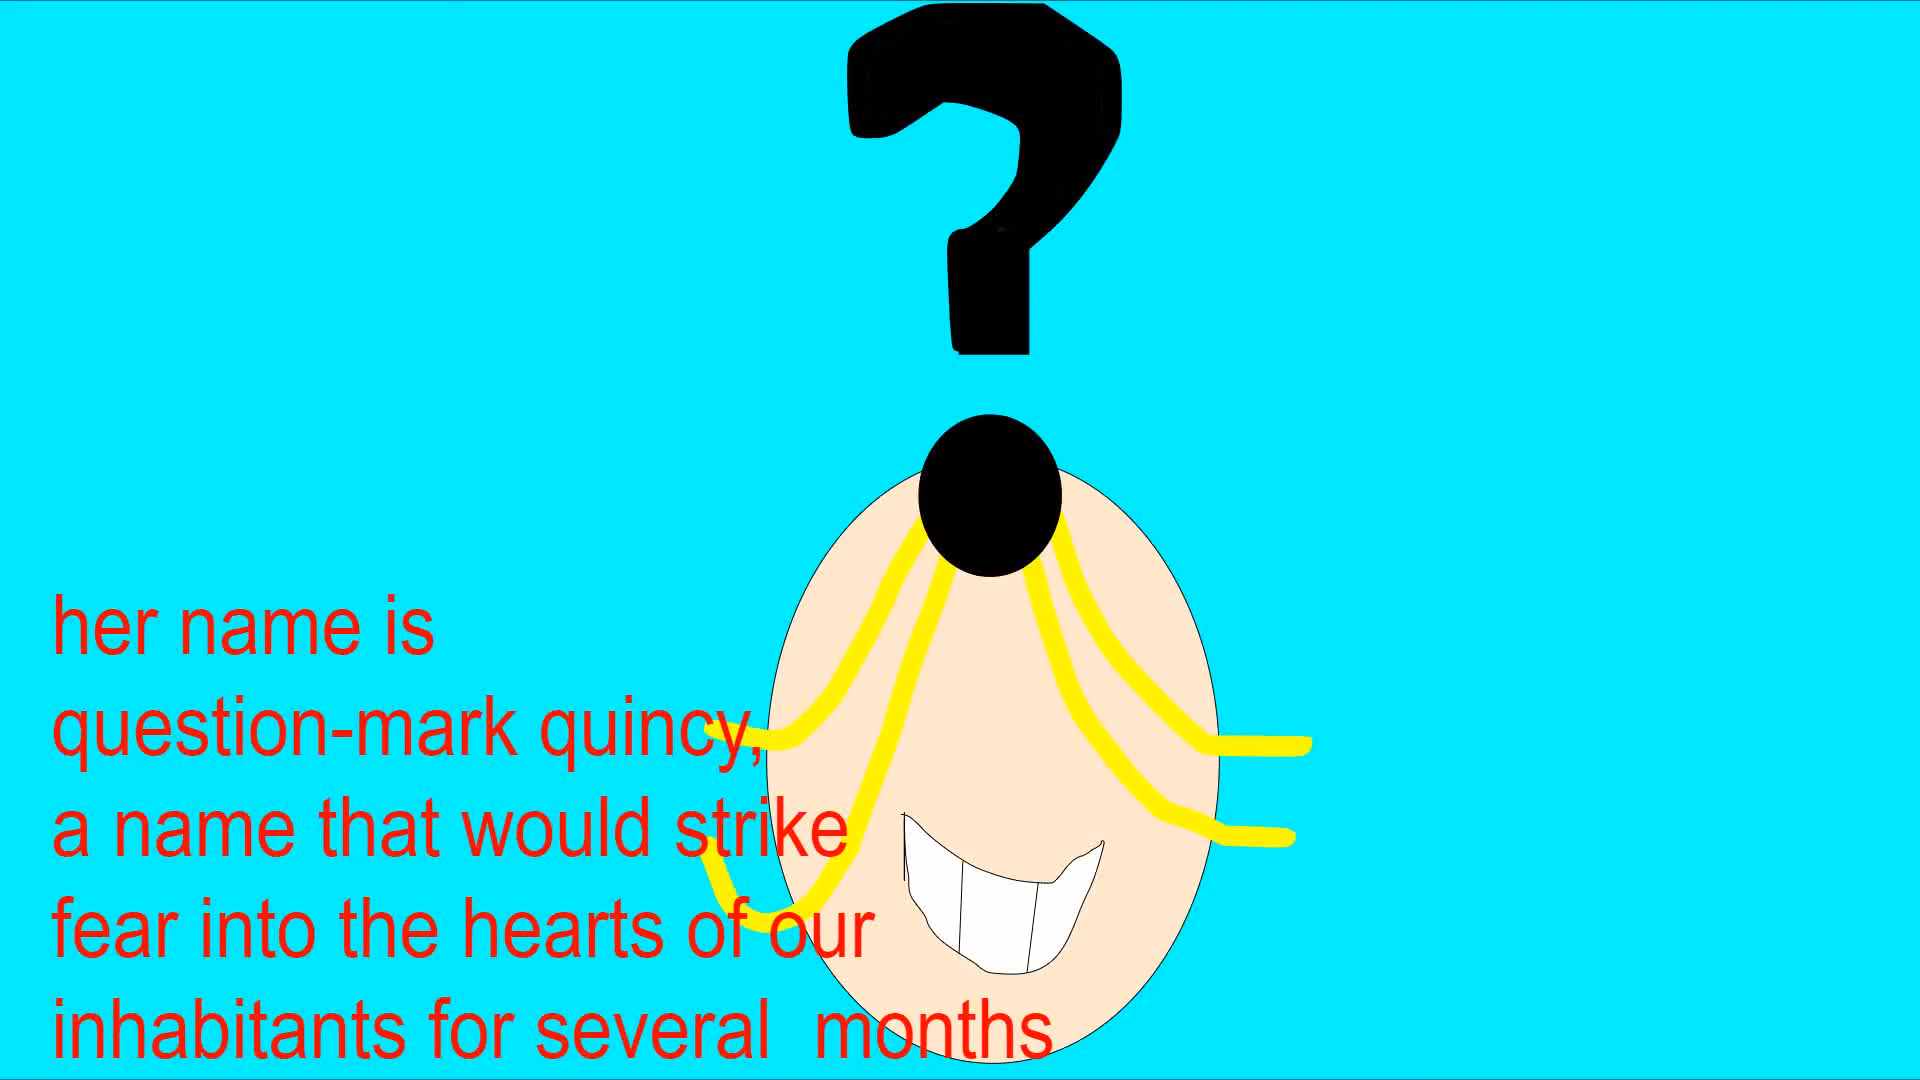 ?
her name is
question-mark quincy,
a name that would strike
fear into the hearts of our
inhabitants for several  months